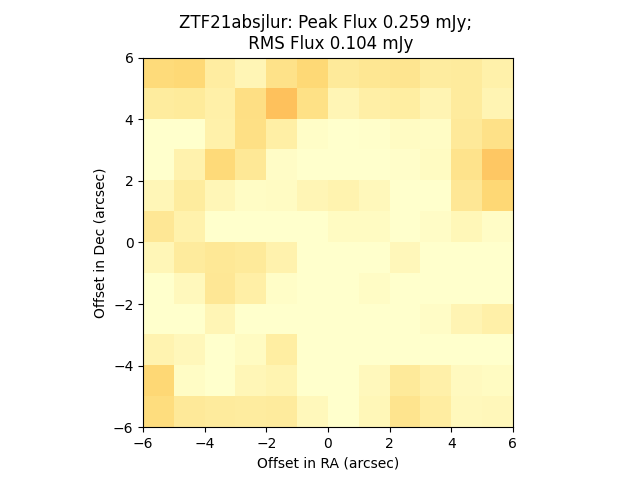 ZTF21absjlur: Peak Flux 0.259 mJy;
RMS Flux 0.104 mJy
6
4
2
0
−2
−4
−6
Offset in Dec (arcsec)
−6 −4 −2 0 2 4 6
Offset in RA (arcsec)